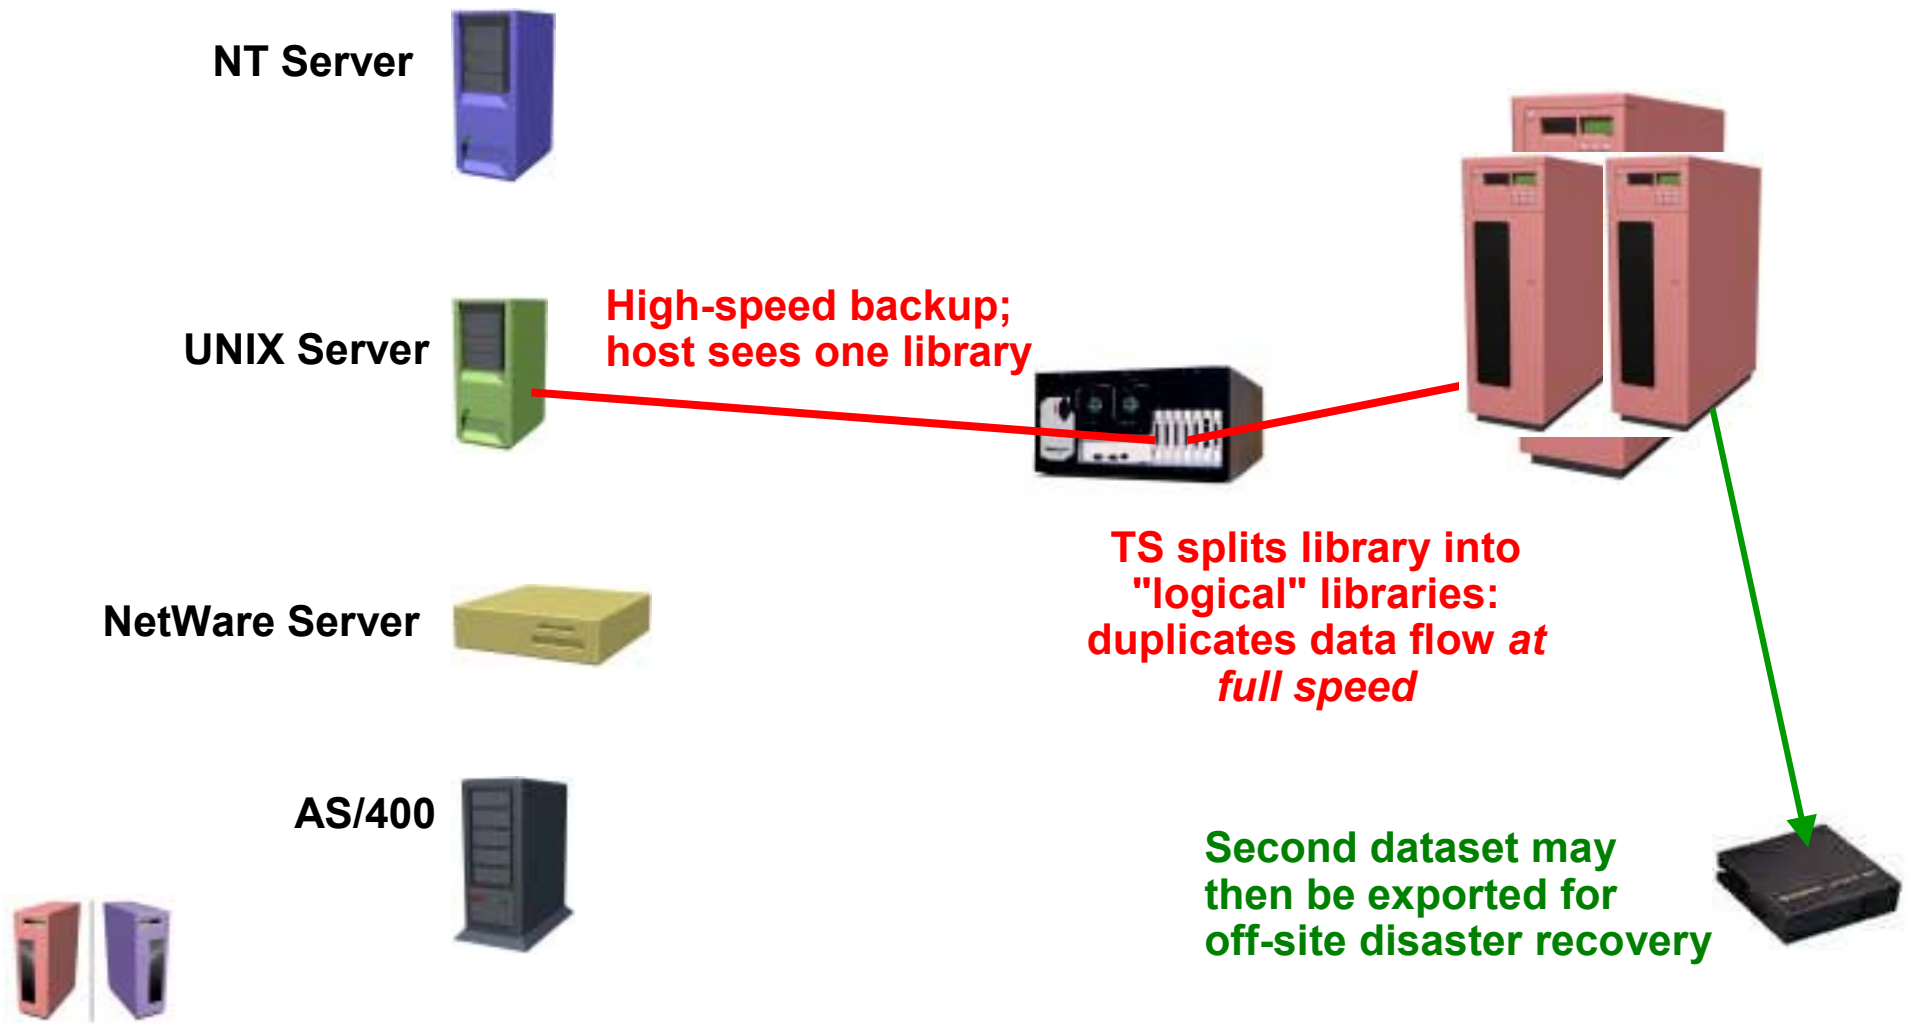 NT Server
UNIX Server
High-speed backup;
host sees one library
TS splits library into
"logical" libraries:
duplicates data flow at
full speed
NetWare Server
AS/400
Second dataset may
then be exported for
off-site disaster recovery